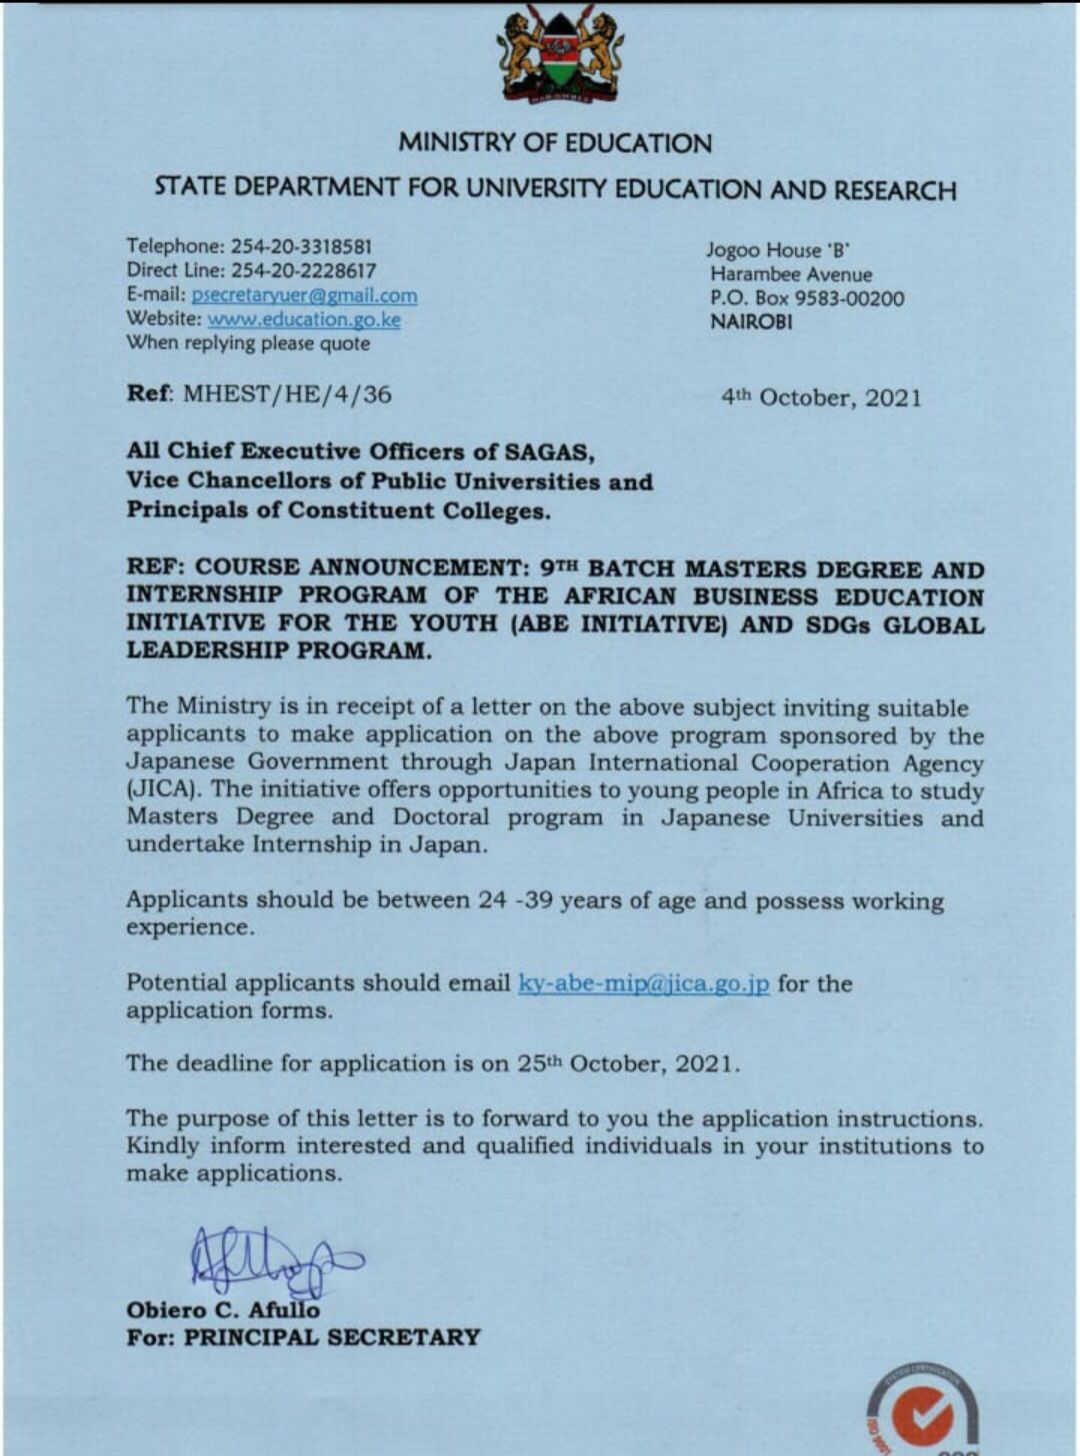 HARAMBEE
MINISTRY OF EDUCATION
STATE DEPARTMENT FOR UNIVERSITY EDUCATION AND RESEARCH
Telephone: 254-20-3318581
Direct Line: 254-20-2228617
E-mail: psecretaryuer@gmail.com
Website: www.education.go.ke
When replying please quote
Jogoo House 'B'
Harambee Avenue
P.O. Box 9583-00200
NAIROBI
Ref: MHEST/HE/4/36
4th October, 2021
All Chief Executive Officers of SAGAS,
Vice Chancellors of Public Universities and
Principals of Constituent Colleges.
REF: COURSE ANNOUNCEMENT: 9TH BATCH MASTERS DEGREE AND
INTERNSHIP PROGRAM OF THE AFRICAN BUSINESS EDUCATION
INITIATIVE FOR THE YOUTH (ABE INITIATIVE) AND SDGs GLOBAL
LEADERSHIP PROGRAM.
The Ministry is in receipt of a letter on the above subject inviting suitable
applicants to make application on the above program sponsored by the
Japanese Government through Japan International Cooperation Agency
(JICA). The initiative offers opportunities to young people in Africa to study
Masters Degree and Doctoral program in Japanese Universities and
undertake Internship in Japan.
Applicants should be between 24 -39 years of age and possess working
experience.
Potential applicants should email ky-abe-mip@jica.go.jp for the
application forms.
The deadline for application is on 25th October, 2021.
The purpose of this letter is to forward to you the application instructions.
Kindly inform interested and qualified individuals in your institutions to
make applications.
Obiero C. Afullo
For: PRINCIPAL SECRETARY
SYSTEM CERTIFICATION
ISO 9001